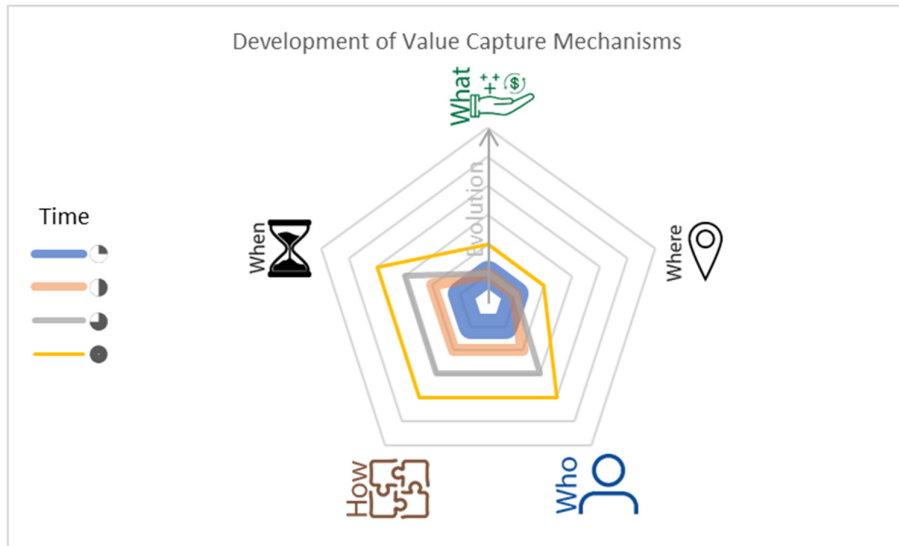 Development of Value Capture Mechanisms
What
++
+
$
Evolution
Time
When
Where
How
Who